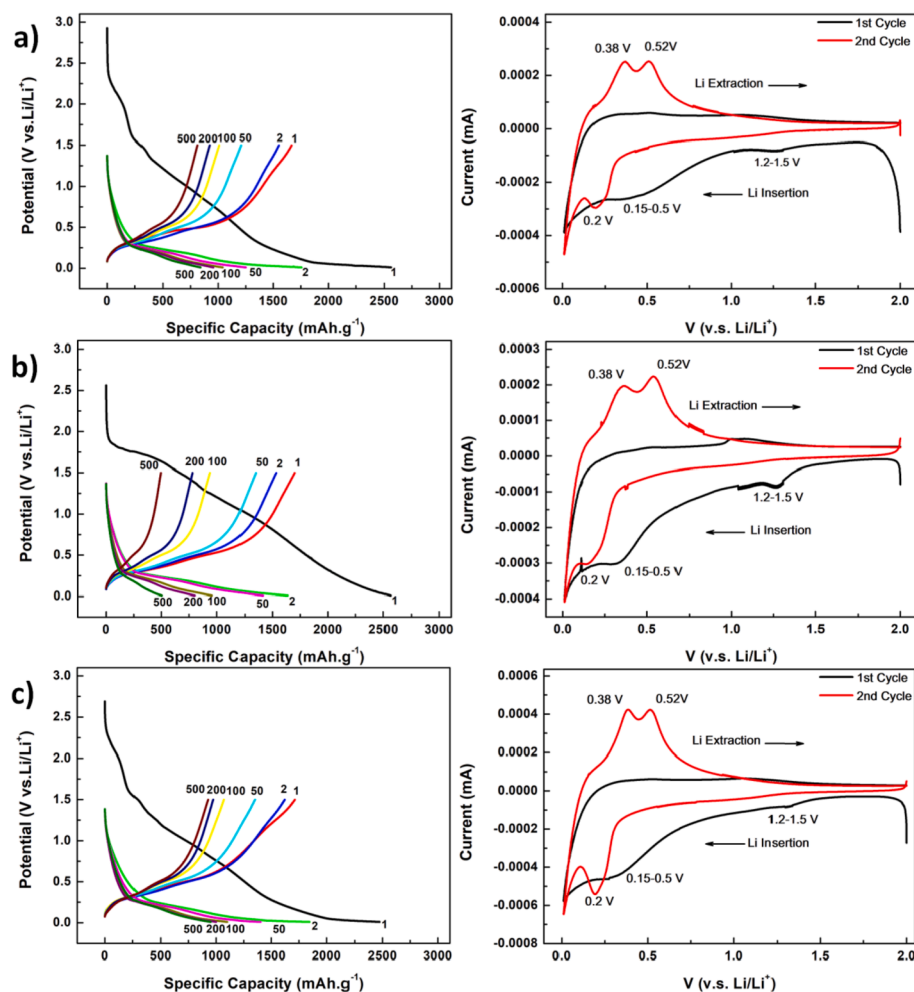 a)
Potential (V vs.Li/Li⁺)
3.0
2.5
2.0
1.5
1.0
0.5
0.0
500 200 100 50 2 1
500 200 100 50 2 1
0 500 1000 1500 2000 2500 3000
Specific Capacity (mAh.g⁻¹)
Current (mA)
0.0006
0.0004
0.0002
0.0000
-0.0002
-0.0004
-0.0006
1st Cycle
2nd Cycle
0.38 V 0.52V
Li Extraction
1.2-1.5 V
Li Insertion
0.2 V 0.15-0.5 V
0.0 0.5 1.0 1.5 2.0
V (v.s. Li/Li⁺)
b)
Potential (V vs.Li/Li⁺)
3.0
2.5
2.0
1.5
1.0
0.5
0.0
500 200 100 50 2 1
500 200 100 50 2 1
0 500 1000 1500 2000 2500 3000
Specific Capacity (mAh.g⁻¹)
Current (mA)
0.0003
0.0002
0.0001
0.0000
-0.0001
-0.0002
-0.0003
-0.0004
1st Cycle
2nd Cycle
0.38 V 0.52V
Li Extraction
1.2-1.5 V
Li Insertion
0.2 V 0.15-0.5 V
0.0 0.5 1.0 1.5 2.0
V (v.s. Li/Li⁺)
c)
Potential (V vs.Li/Li⁺)
3.0
2.5
2.0
1.5
1.0
0.5
0.0
500 200 100 50 2 1
500 200 100 50 2 1
0 500 1000 1500 2000 2500 3000
Specific Capacity (mAh.g⁻¹)
Current (mA)
0.0006
0.0004
0.0002
0.0000
-0.0002
-0.0004
-0.0006
-0.0008
1st Cycle
2nd Cycle
0.38 V 0.52V
Li Extraction
1.2-1.5 V
Li Insertion
0.15-0.5 V
0.2 V
0.0 0.5 1.0 1.5 2.0
V (v.s. Li/Li⁺)